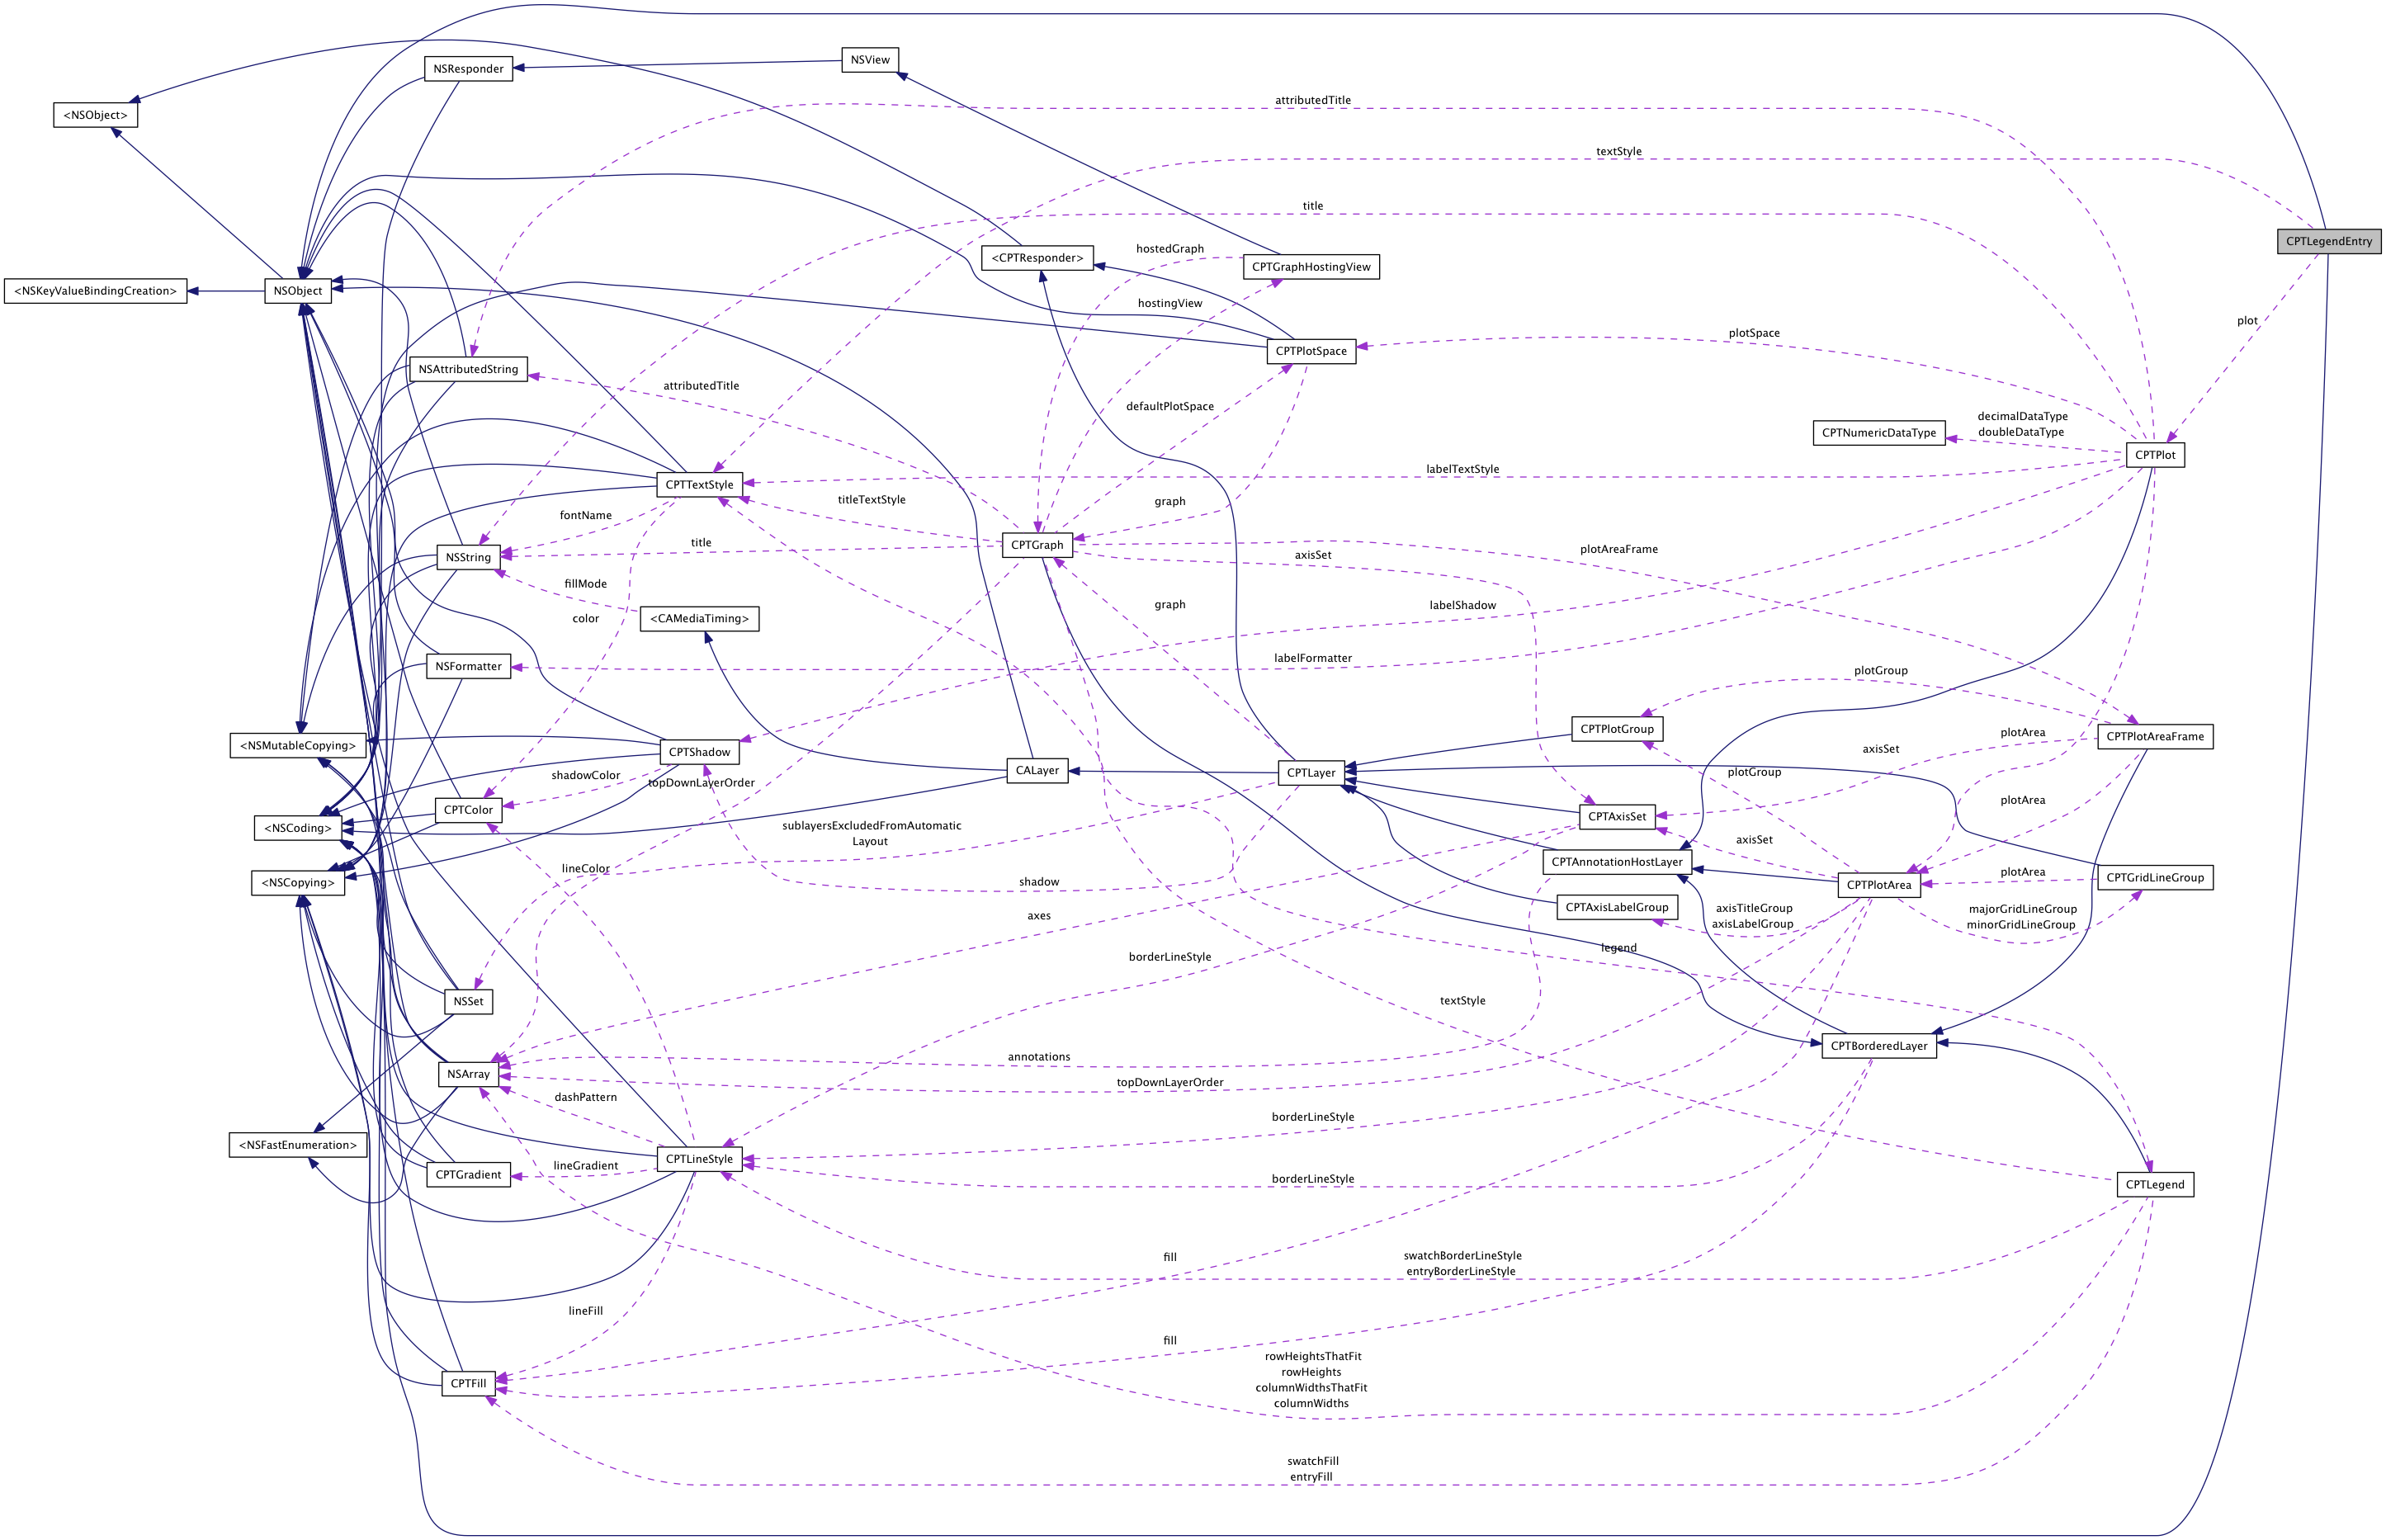 NSView
NSResponder
attributedTitle
<NSObject>
textStyle
title
CPTLegendEntry
hostedGraph
<CPTResponder>
CPTGraphHostingView
<NSKeyValueBindingCreation>
NSObject
hostingView
plot
plotSpace
CPTPlotSpace
NSAttributedString
attributedTitle
defaultPlotSpace
decimalDataType
doubleDataType
CPTNumericDataType
CPTPlot
labelTextStyle
CPTTextStyle
titleTextStyle
graph
fontName
title
CPTGraph
axisSet
plotAreaFrame
NSString
fillMode
graph
labelShadow
color
<CAMediaTiming>
labelFormatter
NSFormatter
plotGroup
CPTPlotGroup
plotArea
CPTPlotAreaFrame
<NSMutableCopying>
CPTShadow
axisSet
shadowColor
topDownLayerOrder
CALayer
CPTLayer
plotGroup
CPTColor
plotArea
CPTAxisSet
<NSCoding>
sublayersExcludedFromAutomatic
Layout
axisSet
CPTAnnotationHostLayer
lineColor
<NSCopying>
shadow
plotArea
CPTGridLineGroup
CPTPlotArea
CPTAxisLabelGroup
axes
axisTitleGroup
axisLabelGroup
majorGridLineGroup
minorGridLineGroup
legend
borderLineStyle
NSSet
textStyle
CPTBorderedLayer
annotations
NSArray
topDownLayerOrder
dashPattern
borderLineStyle
<NSFastEnumeration>
CPTLineStyle
lineGradient
CPTGradient
borderLineStyle
CPTLegend
fill
swatchBorderLineStyle
entryBorderLineStyle
lineFill
fill
rowHeightsThatFit
rowHeights
columnWidthsThatFit
columnWidths
CPTFill
swatchFill
entryFill